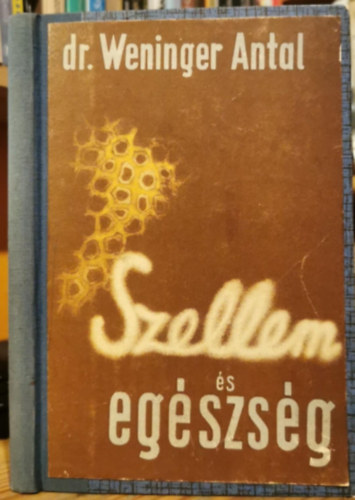 dr. Weninger Antal
Szellem
és
egészség